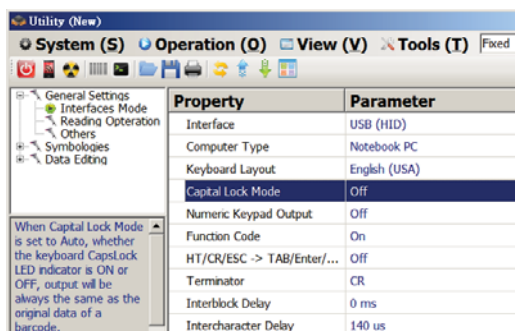 Utility (New)
System (S) Operation (O) View (V) Tools (T) Fixed
General Settings
Interfaces Mode
Reading Opteration
Others
Symbologies
Data Editing
When Capital Lock Mode
is set to Auto, whether
the keyboard CapsLock
LED indicator is ON or
OFF, output will be
always the same as the
original data of a
barcode.
Property Parameter
Interface USB (HID)
Computer Type Notebook PC
Keyboard Layout English (USA)
Capital Lock Mode Off
Numeric Keypad Output Off
Function Code On
HT/CR/ESC -> TAB/Enter/... Off
Terminator CR
Interblock Delay 0 ms
Intercharacter Delay 140 us